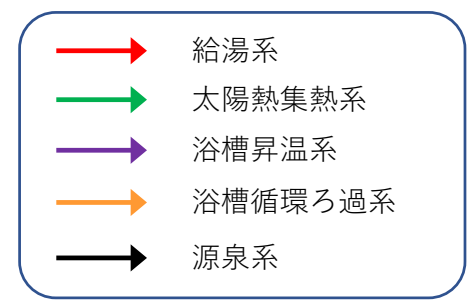 給湯系
太陽熱集熱系
浴槽昇温系
浴槽循環ろ過系
源泉系